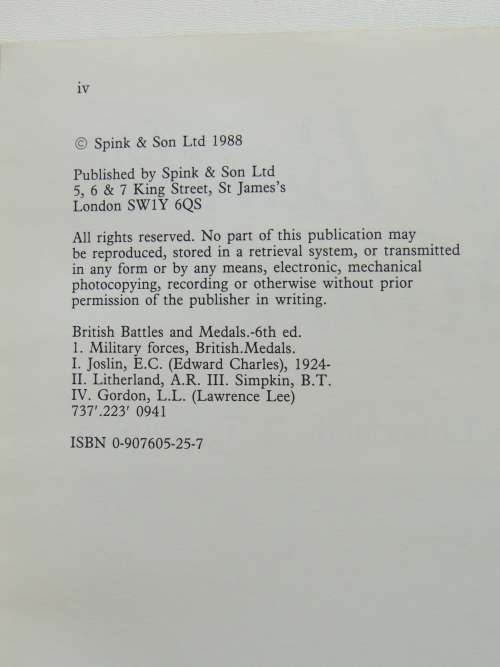 iv
© Spink & Son Ltd 1988
Published by Spink & Son Ltd
5, 6 & 7 King Street, St James's
London SW1Y 6QS
All rights reserved. No part of this publication may
be reproduced, stored in a retrieval system, or transmitted
in any form or by any means, electronic, mechanical
photocopying, recording or otherwise without prior
permission of the publisher in writing.
British Battles and Medals.-6th ed.
1. Military forces, British.Medals.
I. Joslin, E.C. (Edward Charles), 1924-
II. Litherland, A.R. III. Simpkin, B.T.
IV. Gordon, L.L. (Lawrence Lee)
737'.223' 0941
ISBN 0-907605-25-7